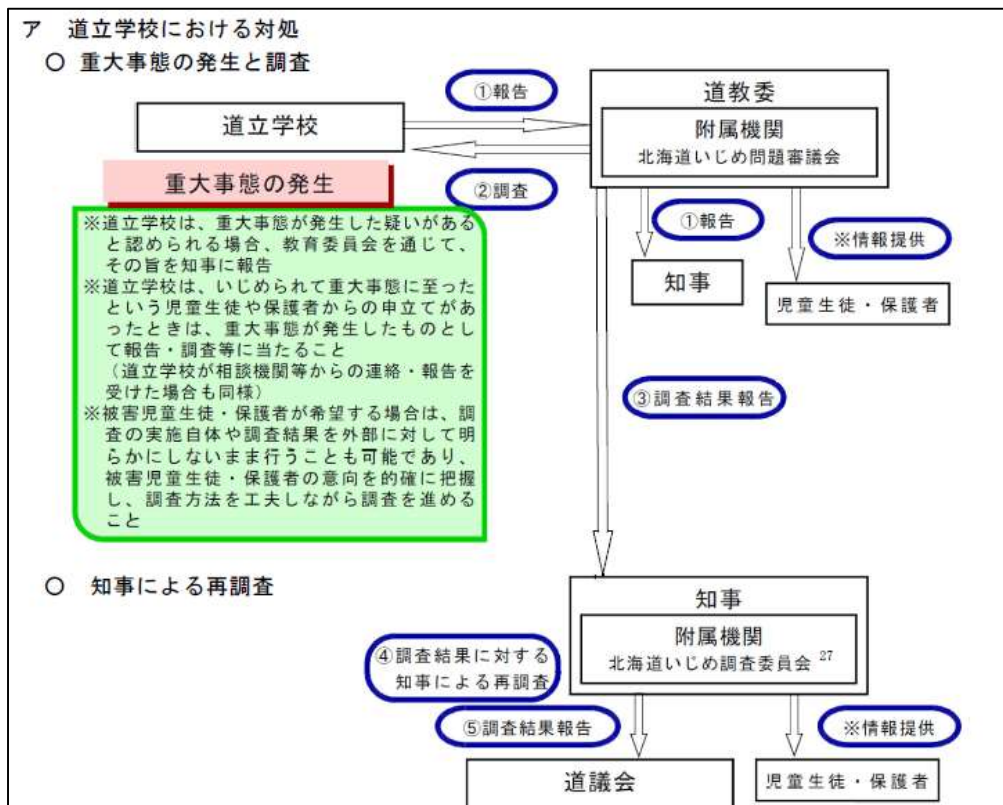 ア 道立学校における対処
○ 重大事態の発生と調査
①報告
道教委
道立学校
附属機関
北海道いじめ問題審議会
重大事態の発生
②調査
※道立学校は、重大事態が発生した疑いがある
と認められる場合、教育委員会を通じて、
その旨を知事に報告
※道立学校は、いじめられて重大事態に至った
という児童生徒や保護者からの申立てがあ
ったときは、重大事態が発生したものとし
て報告・調査等に当たること
（道立学校が相談機関等からの連絡・報告を
受けた場合も同様）
※被害児童生徒・保護者が希望する場合は、調
査の実施自体や調査結果を外部に対して明
らかにしないまま行うことも可能であり、
被害児童生徒・保護者の意向を的確に把握
し、調査方法を工夫しながら調査を進める
こと
①報告
※情報提供
知事
児童生徒・保護者
③調査結果報告
○ 知事による再調査
知事
附属機関
北海道いじめ調査委員会 27
④調査結果に対する
知事による再調査
⑤調査結果報告
※情報提供
道議会
児童生徒・保護者